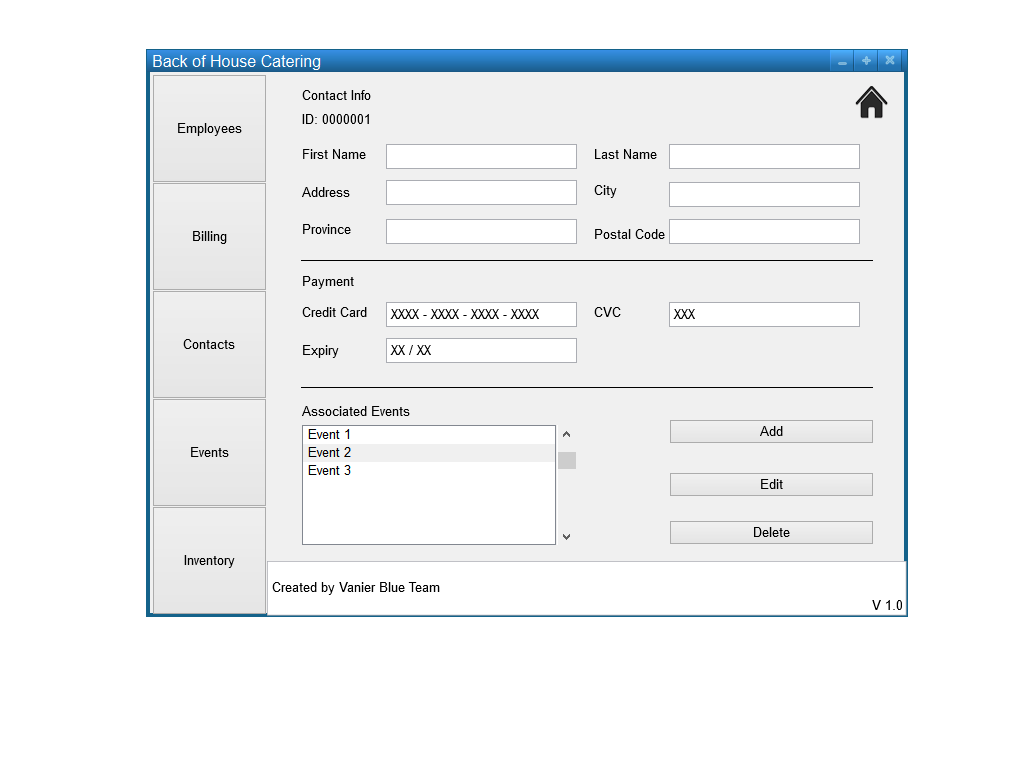 Back of House Catering
Employees
Billing
Contacts
Events
Inventory
Contact Info
ID: 0000001
First Name
Last Name
Address
City
Province
Postal Code
Payment
Credit Card XXXX - XXXX - XXXX - XXXX
CVC XXX
Expiry XX / XX
Associated Events
Event 1
Event 2
Event 3
Add
Edit
Delete
Created by Vanier Blue Team
V 1.0